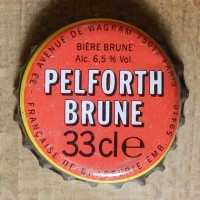 33 AVENUE DE WAGRAM 75017 PARIS
BIÈRE BRUNE
Alc. 6,5 % Vol.
PELFORTH
BRUNE
33cl e
FRANÇAISE DE BRASSERIE EMB. 59410